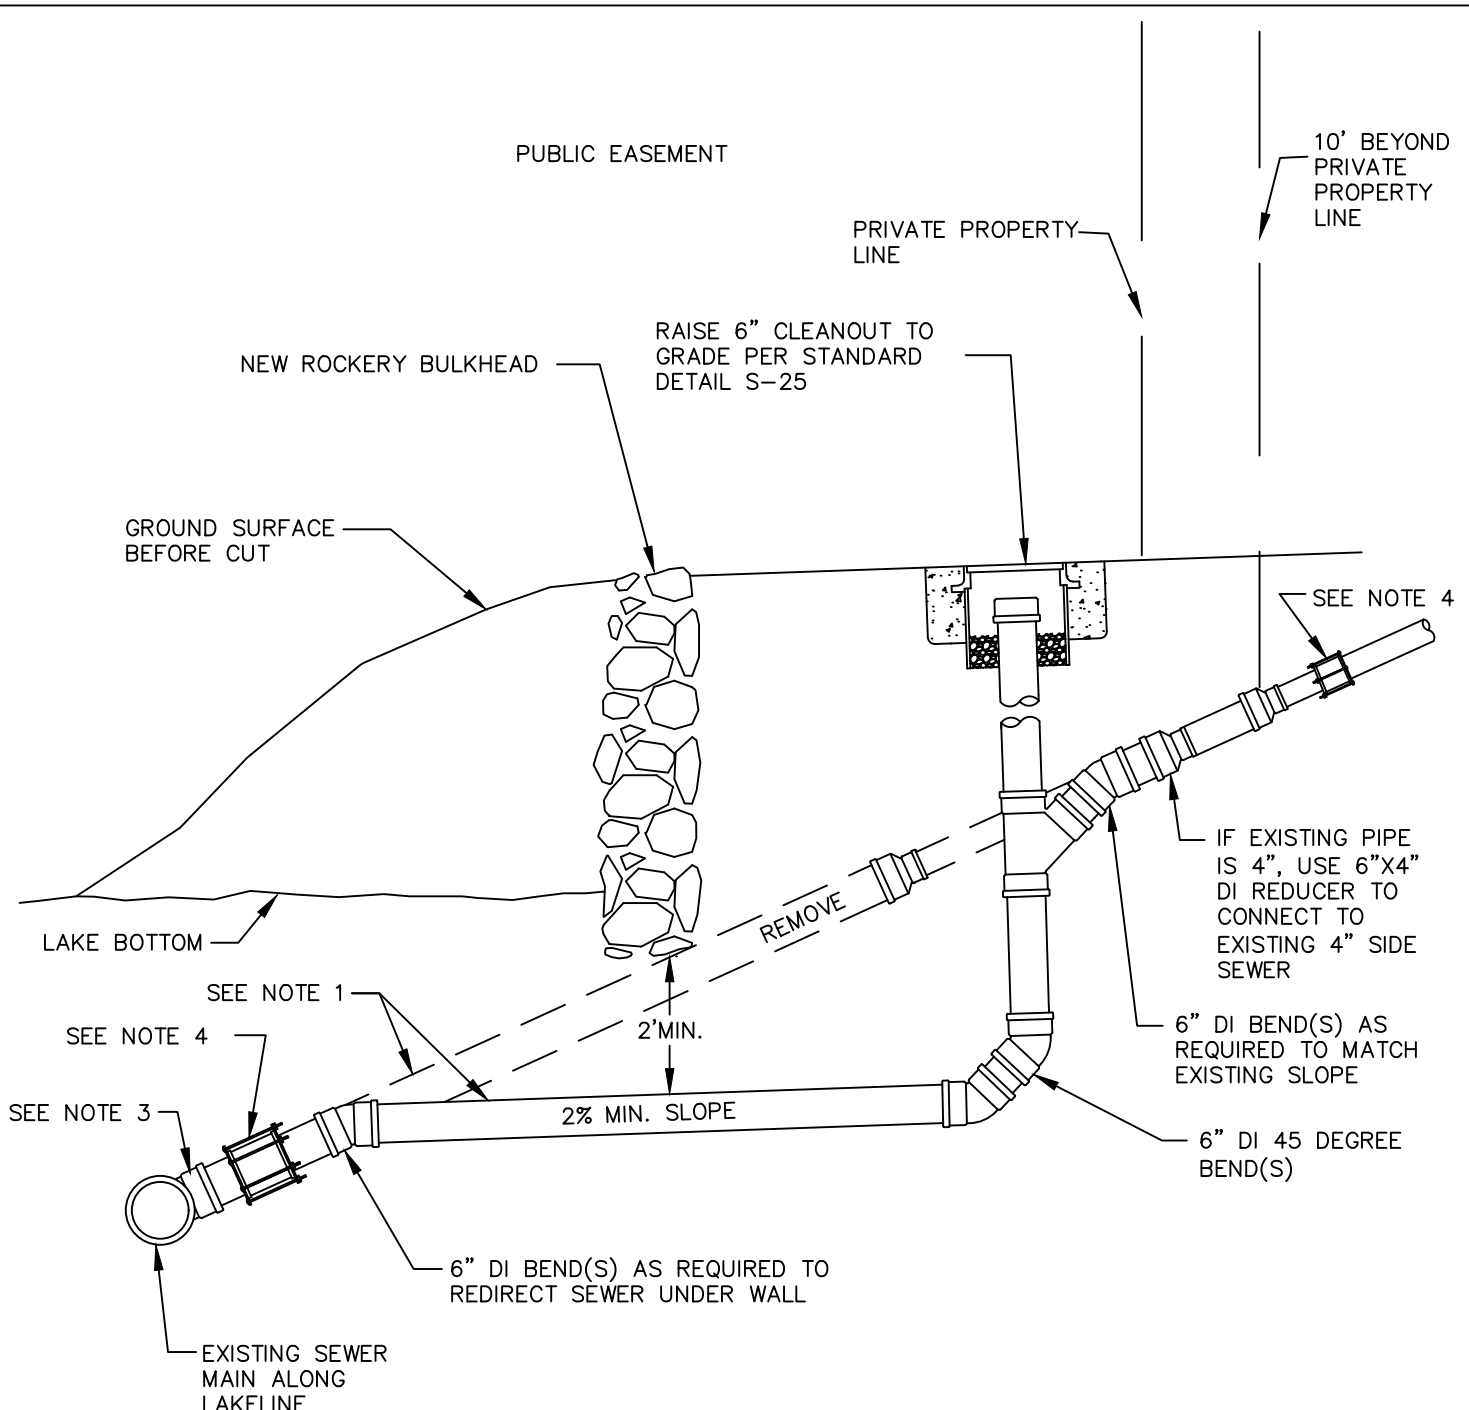 PUBLIC EASEMENT
10' BEYOND
PRIVATE
PROPERTY
LINE
PRIVATE PROPERTY
LINE
RAISE 6" CLEANOUT TO
GRADE PER STANDARD
DETAIL S-25
NEW ROCKERY BULKHEAD
GROUND SURFACE
BEFORE CUT
SEE NOTE 4
IF EXISTING PIPE
IS 4", USE 6"X4"
DI REDUCER TO
CONNECT TO
EXISTING 4" SIDE
SEWER
REMOVE
LAKE BOTTOM
SEE NOTE 1
2'MIN.
SEE NOTE 4
6" DI BEND(S) AS
REQUIRED TO MATCH
EXISTING SLOPE
SEE NOTE 3
2% MIN. SLOPE
6" DI 45 DEGREE
BEND(S)
6" DI BEND(S) AS REQUIRED TO
REDIRECT SEWER UNDER WALL
EXISTING SEWER
MAIN ALONG
LAKELINE